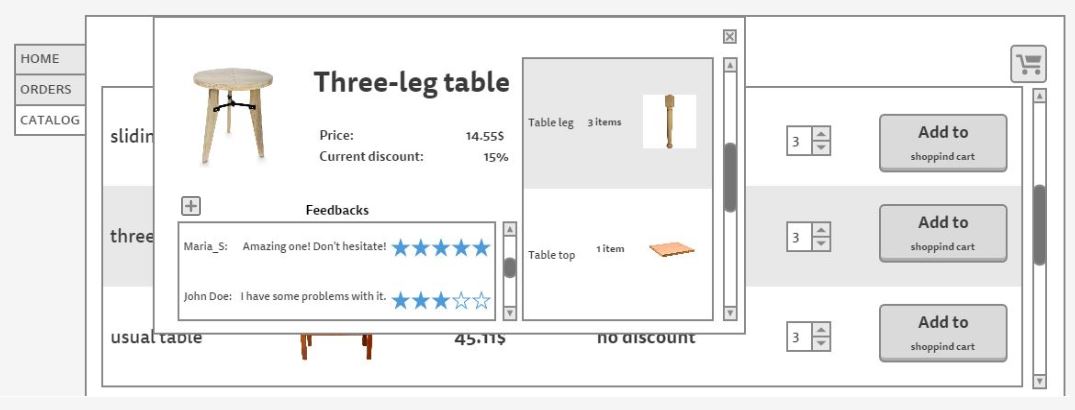 HOME
ORDERS
CATALOG
Three-leg table
Price: 14.55$
Current discount: 15%
Feedbacks
Maria_S: Amazing one! Don't hesitate!
John Doe: I have some problems with it.
Table leg 3 items
Table top 1 item
slidin
3
Add to
shoppind cart
three
3
Add to
shoppind cart
usual table 45.11$ no discount
3
Add to
shoppind cart